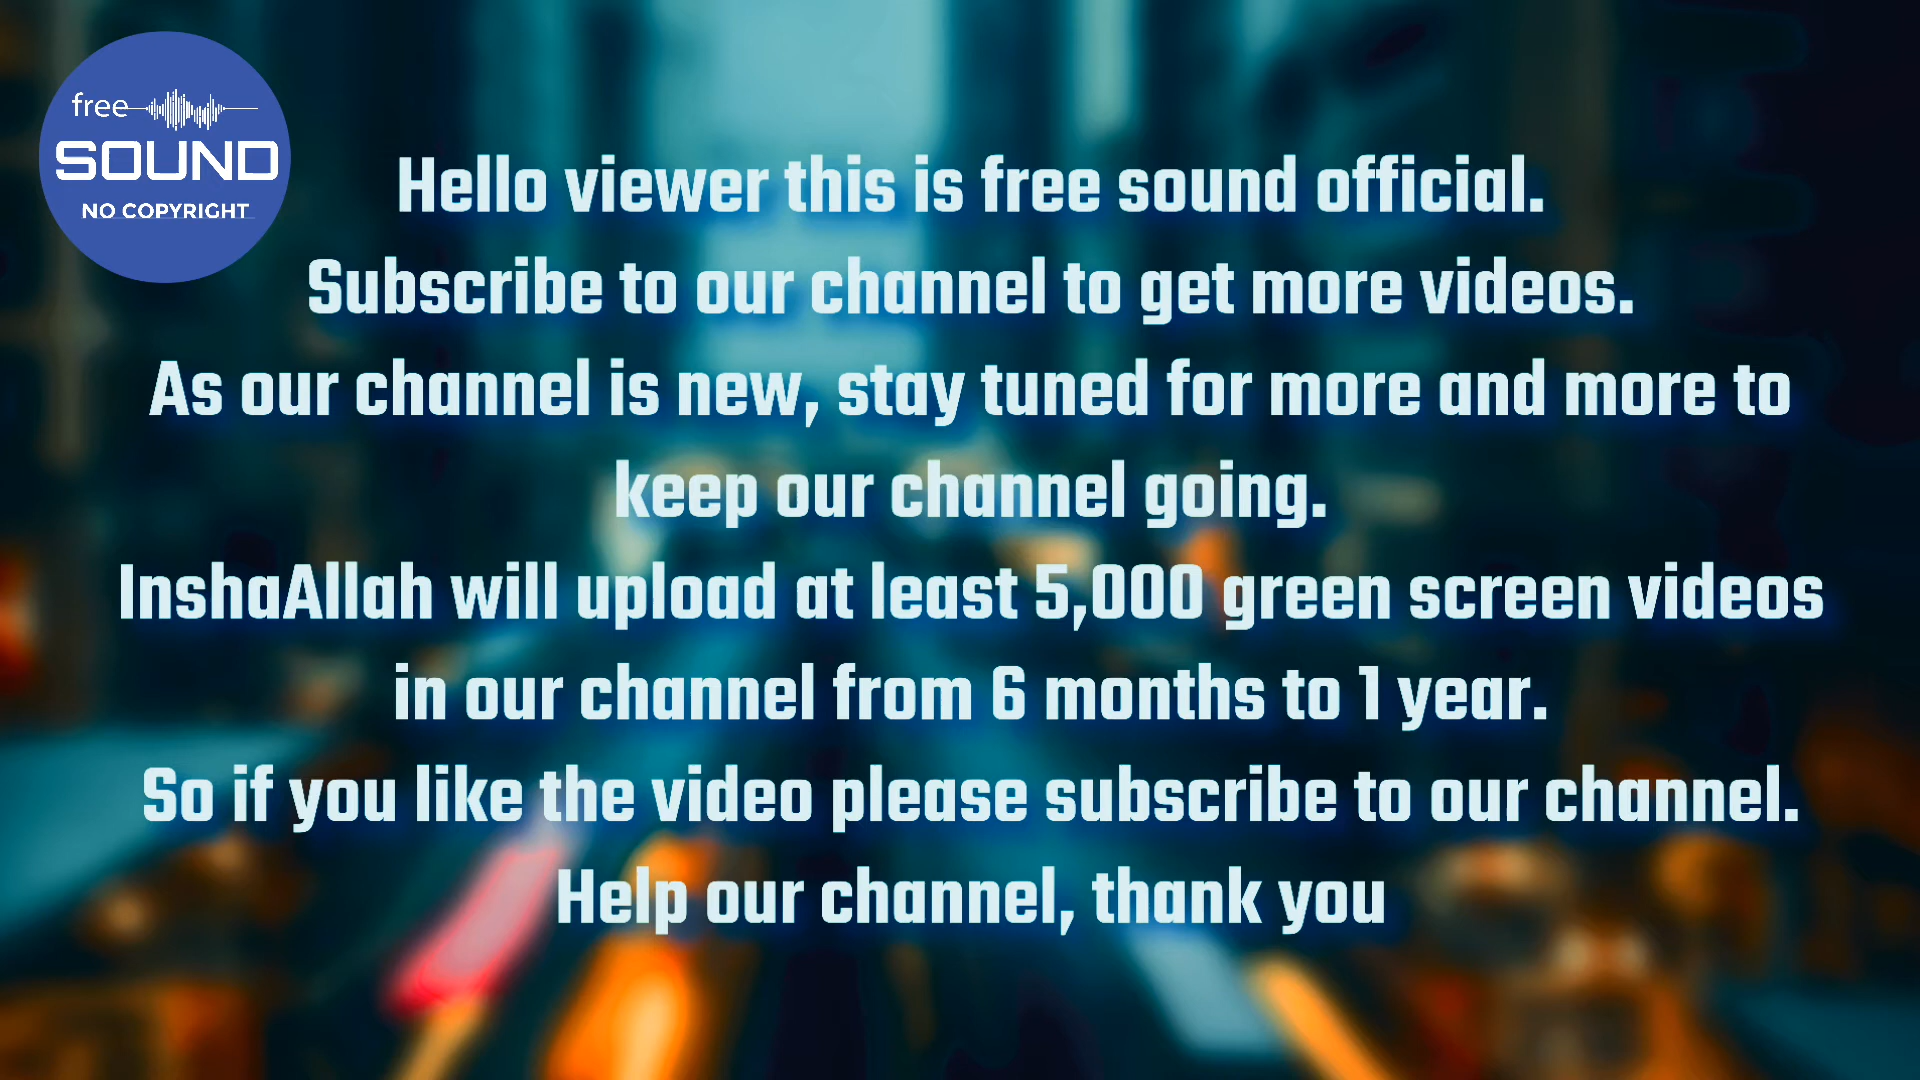 free
SOUND
NO COPYRIGHT
Hello viewer this is free sound official.
Subscribe to our channel to get more videos.
As our channel is new, stay tuned for more and more to
keep our channel going.
InshaAllah will upload at least 5,000 green screen videos
in our channel from 6 months to 1 year.
So if you like the video please subscribe to our channel.
Help our channel, thank you